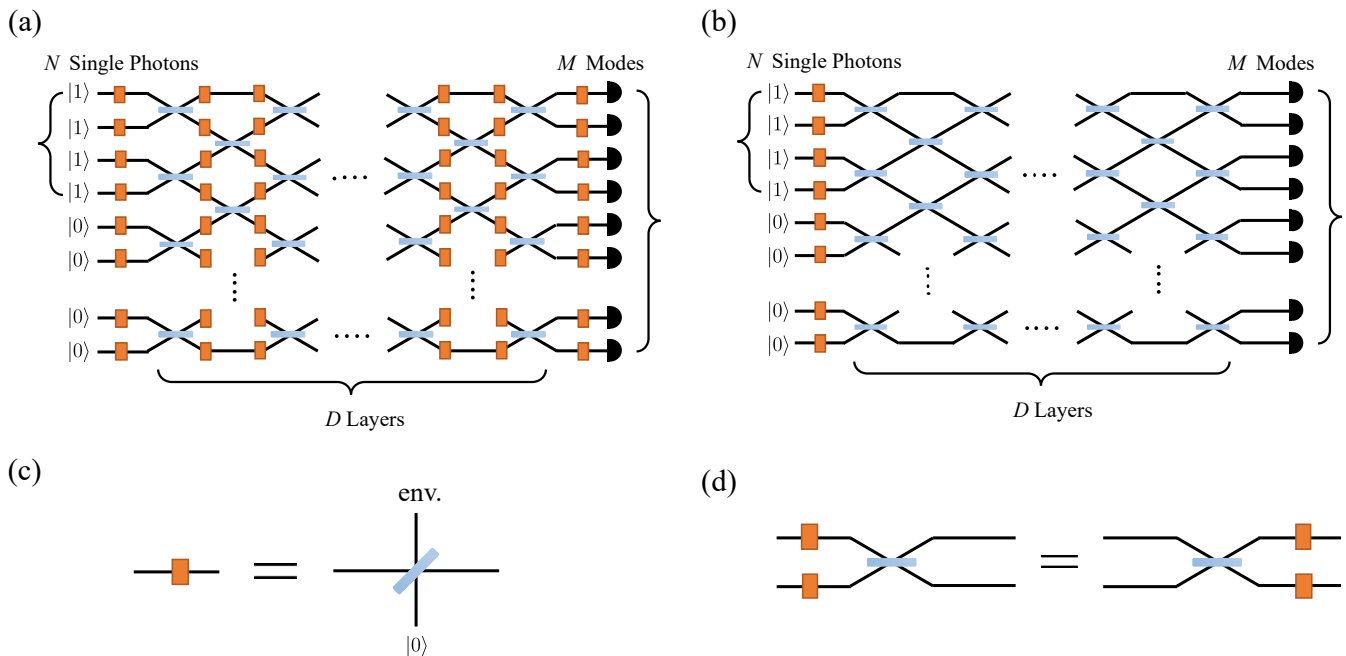 (a)
N Single Photons
M Modes
|1⟩
|1⟩
|1⟩
|1⟩
|0⟩
|0⟩
|0⟩
|0⟩
D Layers
(b)
N Single Photons
M Modes
|1⟩
|1⟩
|1⟩
|1⟩
|0⟩
|0⟩
|0⟩
|0⟩
D Layers
(c)
env.
|0⟩
(d)